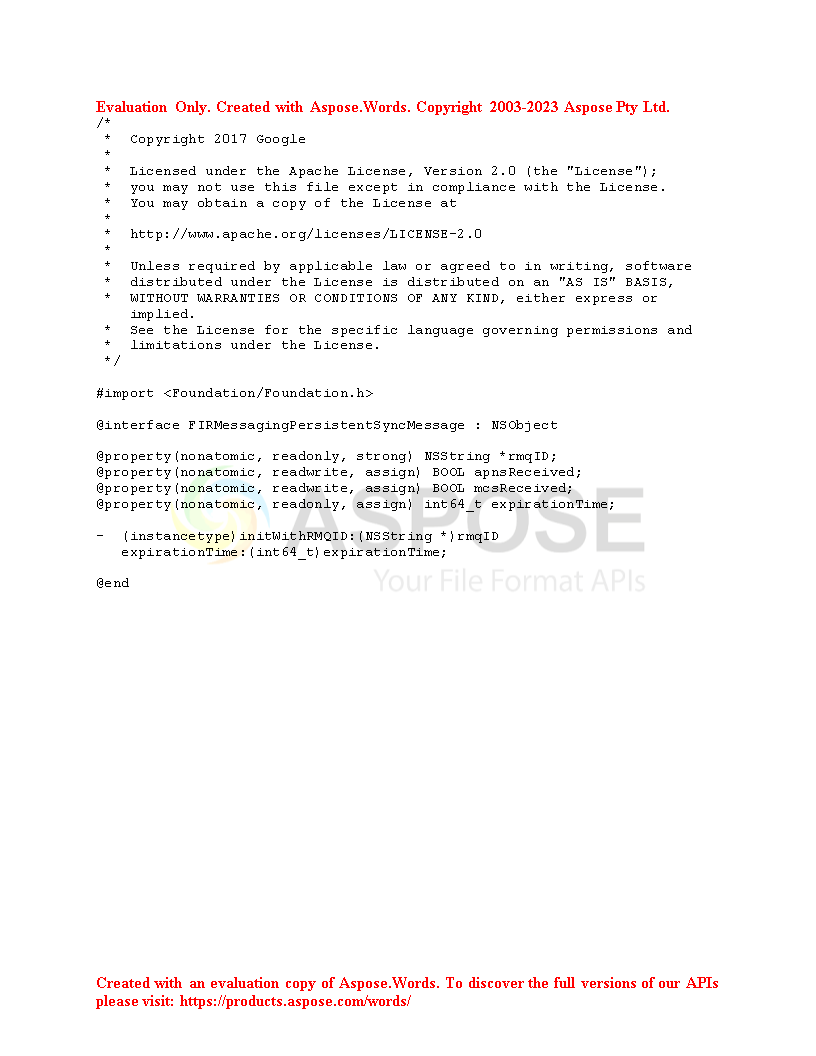 Evaluation Only. Created with Aspose.Words. Copyright 2003-2023 Aspose Pty Ltd.
/*
 * Copyright 2017 Google
 *
 * Licensed under the Apache License, Version 2.0 (the "License");
 * you may not use this file except in compliance with the License.
 * You may obtain a copy of the License at
 *
 * http://www.apache.org/licenses/LICENSE-2.0
 *
 * Unless required by applicable law or agreed to in writing, software
 * distributed under the License is distributed on an "AS IS" BASIS,
 * WITHOUT WARRANTIES OR CONDITIONS OF ANY KIND, either express or
   implied.
 * See the License for the specific language governing permissions and
 * limitations under the License.
 */
#import <Foundation/Foundation.h>
@interface FIRMessagingPersistentSyncMessage : NSObject
@property(nonatomic, readonly, strong) NSString *rmqID;
@property(nonatomic, readwrite, assign) BOOL apnsReceived;
@property(nonatomic, readwrite, assign) BOOL mcsReceived;
@property(nonatomic, readonly, assign) int64_t expirationTime;
ASPOSE
- (instancetype)initWithRMQID:(NSString *)rmqID
  expirationTime:(int64_t)expirationTime;
Your File Format APIs
@end
Created with an evaluation copy of Aspose.Words. To discover the full versions of our APIs
please visit: https://products.aspose.com/words/